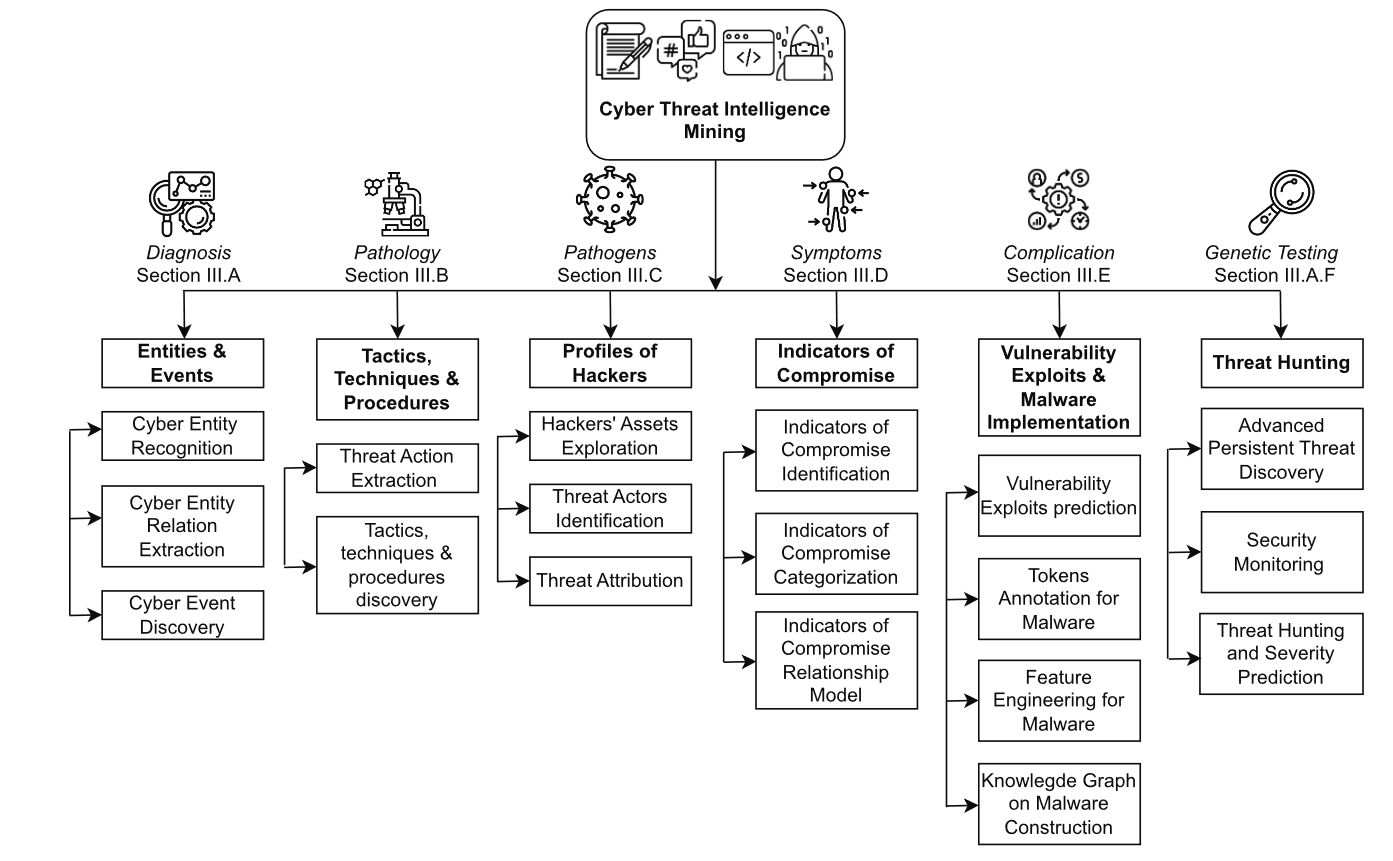 Cyber Threat Intelligence
Mining
Diagnosis
Section III.A
Pathology
Section III.B
Pathogens
Section III.C
Symptoms
Section III.D
Complication
Section III.E
Genetic Testing
Section III.A.F
Entities &
Events
Cyber Entity
Recognition
Cyber Entity
Relation
Extraction
Cyber Event
Discovery
Tactics,
Techniques &
Procedures
Threat Action
Extraction
Tactics,
techniques &
procedures
discovery
Profiles of
Hackers
Hackers' Assets
Exploration
Threat Actors
Identification
Threat Attribution
Indicators of
Compromise
Indicators of
Compromise
Identification
Indicators of
Compromise
Categorization
Indicators of
Compromise
Relationship
Model
Vulnerability
Exploits &
Malware
Implementation
Vulnerability
Exploits prediction
Tokens
Annotation for
Malware
Feature
Engineering for
Malware
Knowlegde Graph
on Malware
Construction
Threat Hunting
Advanced
Persistent Threat
Discovery
Security
Monitoring
Threat Hunting
and Severity
Prediction